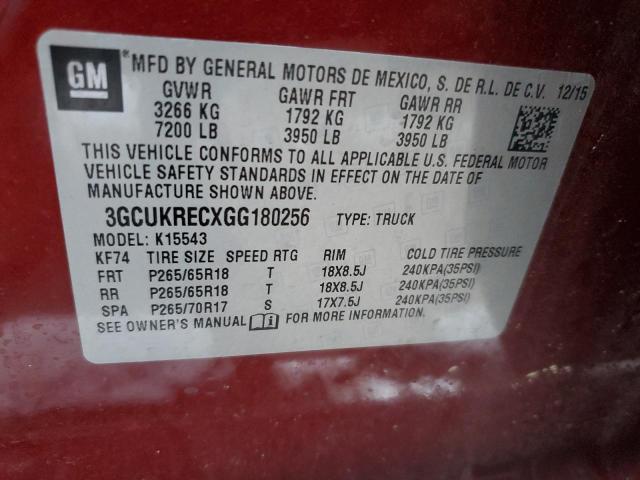 GM
*MFD BY GENERAL MOTORS DE MEXICO, S. DE R.L. DE C.V. 12/15
GVWR GAWR FRT GAWR RR
3266 KG 1792 KG 1792 KG
7200 LB 3950 LB 3950 LB
THIS VEHICLE CONFORMS TO ALL APPLICABLE U.S. FEDERAL MOTOR
VEHICLE SAFETY STANDARDS IN EFFECT ON THE DATE OF
MANUFACTURE SHOWN ABOVE.
3GCUKRECXGG180256 TYPE: TRUCK
MODEL: K15543
KF74 TIRE SIZE SPEED RTG RIM COLD TIRE PRESSURE
FRT P265/65R18 T 18X8.5J 240KPA(35PSI)
RR P265/65R18 T 18X8.5J 240KPA(35PSI)
SPA P265/70R17 S 17X7.5J 240KPA(35PSI)
SEE OWNER'S MANUAL FOR MORE INFORMATION.